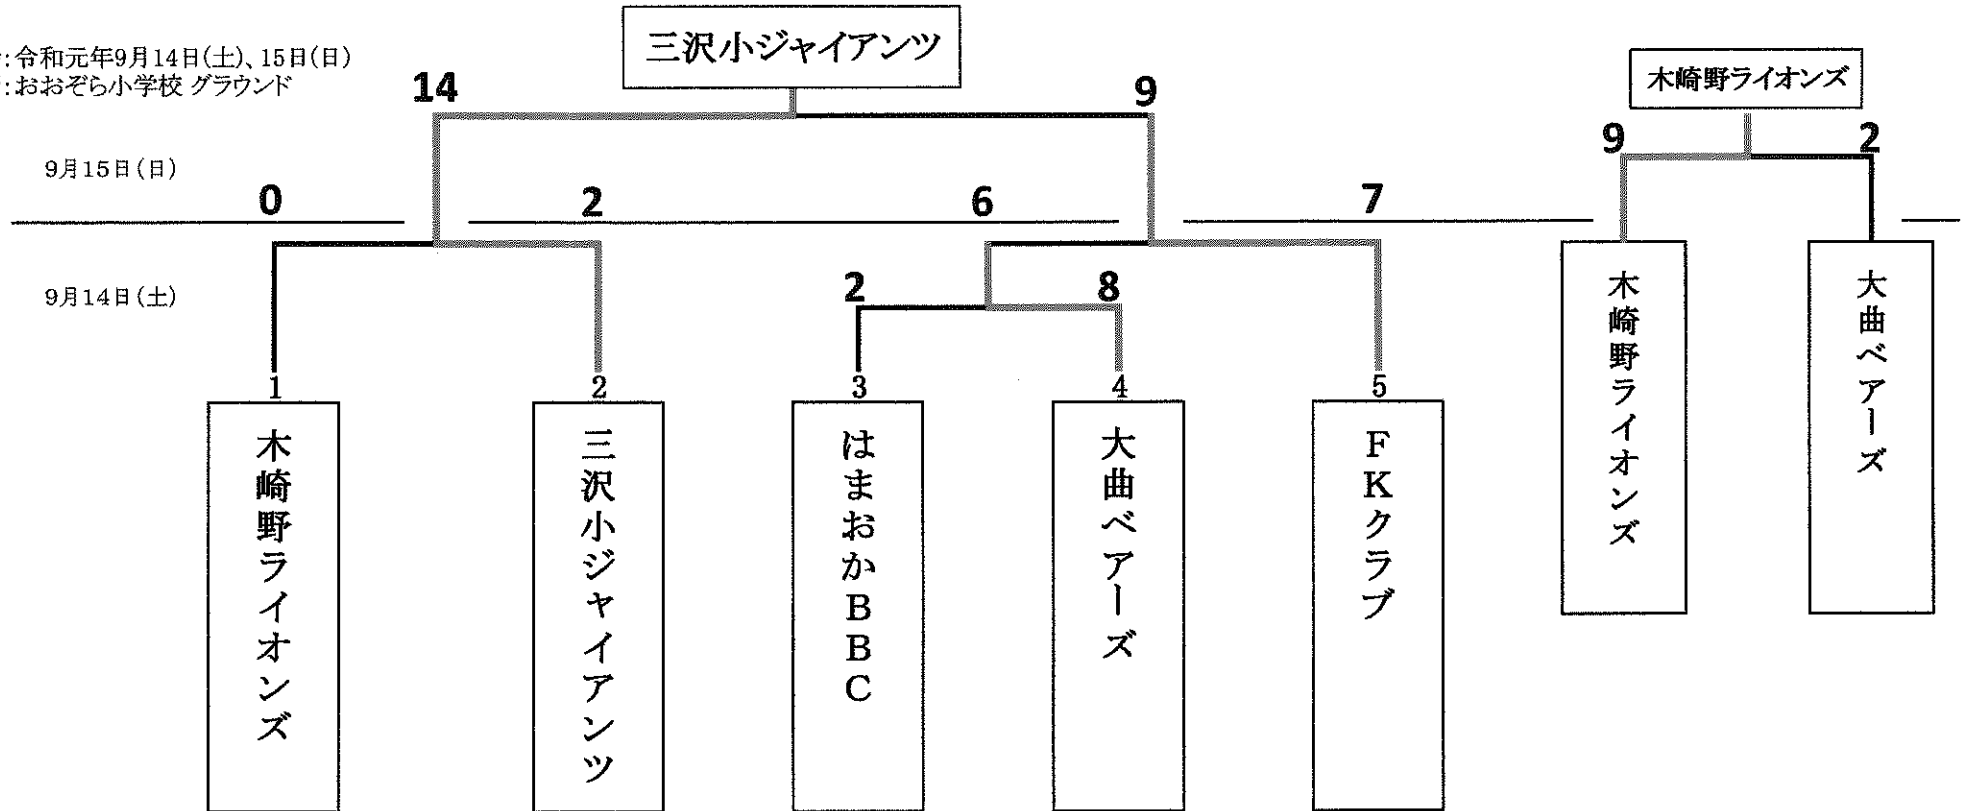 :令和元年9月14日(土)、15日(日)
:おおぞら小学校 グラウンド
三沢小ジャイアンツ
木崎野ライオンズ
14
9
9
2
9月15日(日)
0
2
6
7
9月14日(土)
2
8
1
2
3
4
5
木崎野ライオンズ
三沢小ジャイアンツ
はまおかBBC
大曲ベアーズ
FKクラブ
木崎野ライオンズ
大曲ベアーズ